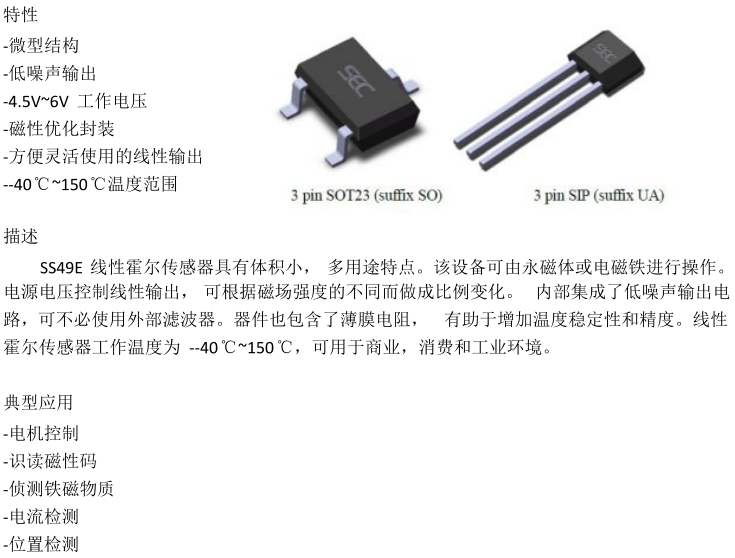 特性
-微型结构
-低噪声输出
-4.5V~6V 工作电压
-磁性优化封装
-方便灵活使用的线性输出
--40℃~150℃温度范围
SEC
SEC
3 pin SOT23 (suffix SO)
3 pin SIP (suffix UA)
描述
SS49E 线性霍尔传感器具有体积小， 多用途特点。该设备可由永磁体或电磁铁进行操作。
电源电压控制线性输出， 可根据磁场强度的不同而做成比例变化。 内部集成了低噪声输出电
路，可不必使用外部滤波器。器件也包含了薄膜电阻， 有助于增加温度稳定性和精度。线性
霍尔传感器工作温度为 --40℃~150℃，可用于商业，消费和工业环境。
典型应用
-电机控制
-识读磁性码
-侦测铁磁物质
-电流检测
-位置检测